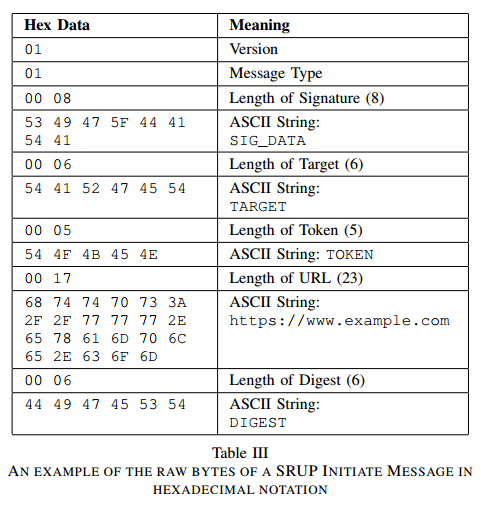 Hex Data Meaning
01 Version
01 Message Type
00 08 Length of Signature (8)
53 49 47 5F 44 41 ASCII String:
54 41 SIG_DATA
00 06 Length of Target (6)
54 41 52 47 45 54 ASCII String:
TARGET
00 05 Length of Token (5)
54 4F 4B 45 4E ASCII String: TOKEN
00 17 Length of URL (23)
68 74 74 70 73 3A ASCII String:
2F 2F 77 77 77 2E https://www.example.com
65 78 61 6D 70 6C
65 2E 63 6F 6D
00 06 Length of Digest (6)
44 49 47 45 53 54 ASCII String:
DIGEST
Table III
AN EXAMPLE OF THE RAW BYTES OF A SRUP INITIATE MESSAGE IN
HEXADECIMAL NOTATION